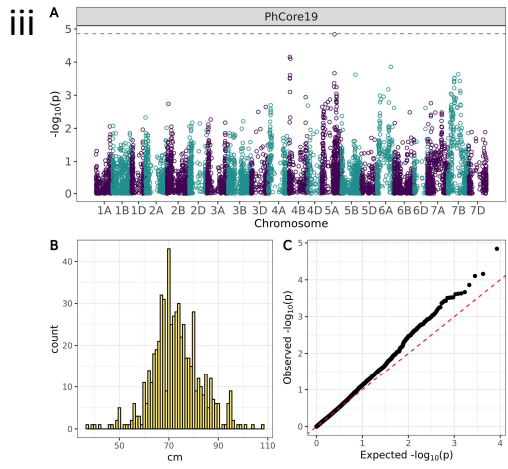 iii
A
PhCore19
-log10(p)
5
4
3
2
1
0
1A 1B 1D 2A 2B 2D 3A 3B 3D 4A 4B 4D 5A 5B 5D 6A 6B 6D 7A 7B 7D
Chromosome
B
count
40
30
20
10
0
50 70 90 110
cm
C
Observed -log10(p)
5
4
3
2
1
0
0 1 2 3 4
Expected -log10(p)